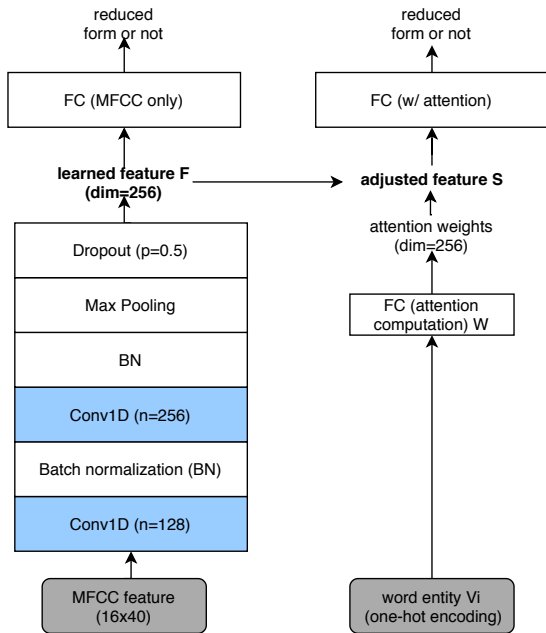 reduced
form or not
FC (MFCC only)
learned feature F
(dim=256)
Dropout (p=0.5)
Max Pooling
BN
Conv1D (n=256)
Batch normalization (BN)
Conv1D (n=128)
MFCC feature
(16x40)
reduced
form or not
FC (w/ attention)
adjusted feature S
attention weights
(dim=256)
FC (attention
computation) W
word entity Vi
(one-hot encoding)